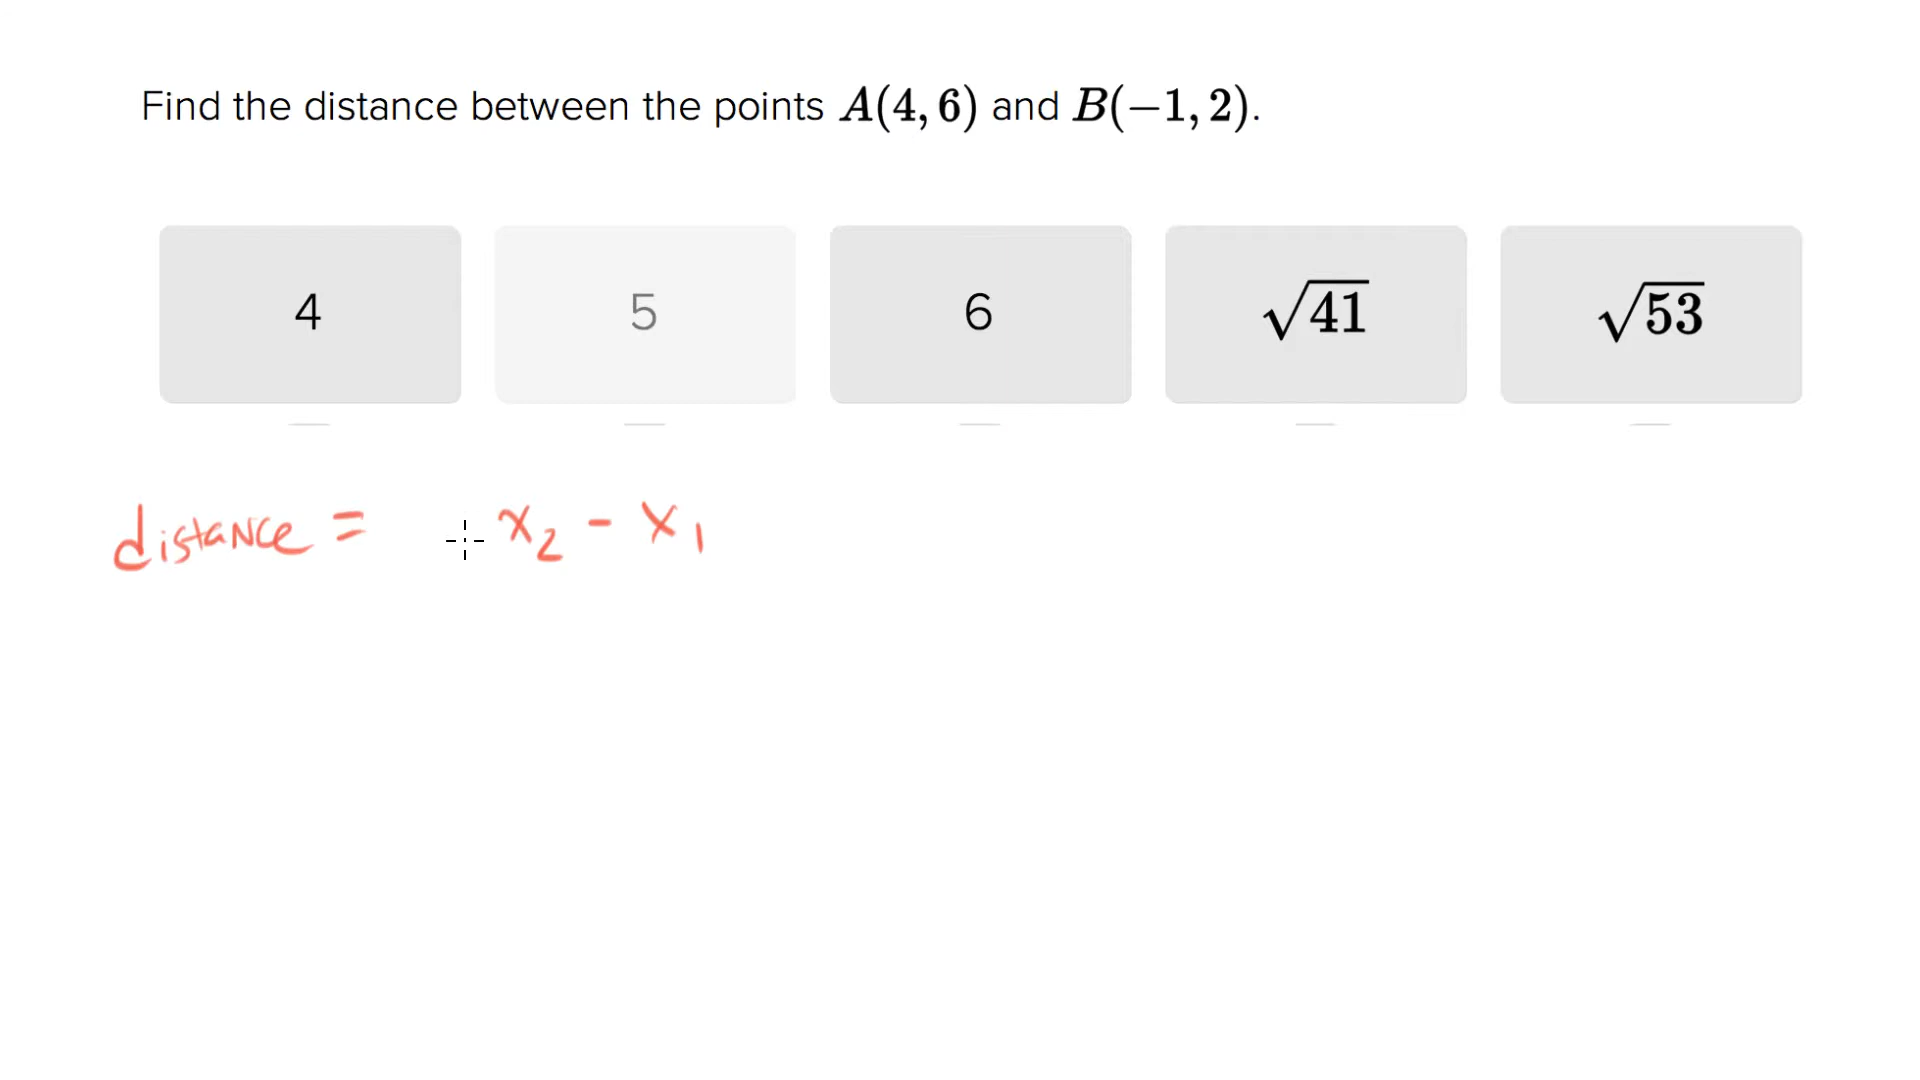 Find the distance between the points A(4, 6) and B(−1, 2).
4 5 6 √41 √53
distance = x₂ - x₁